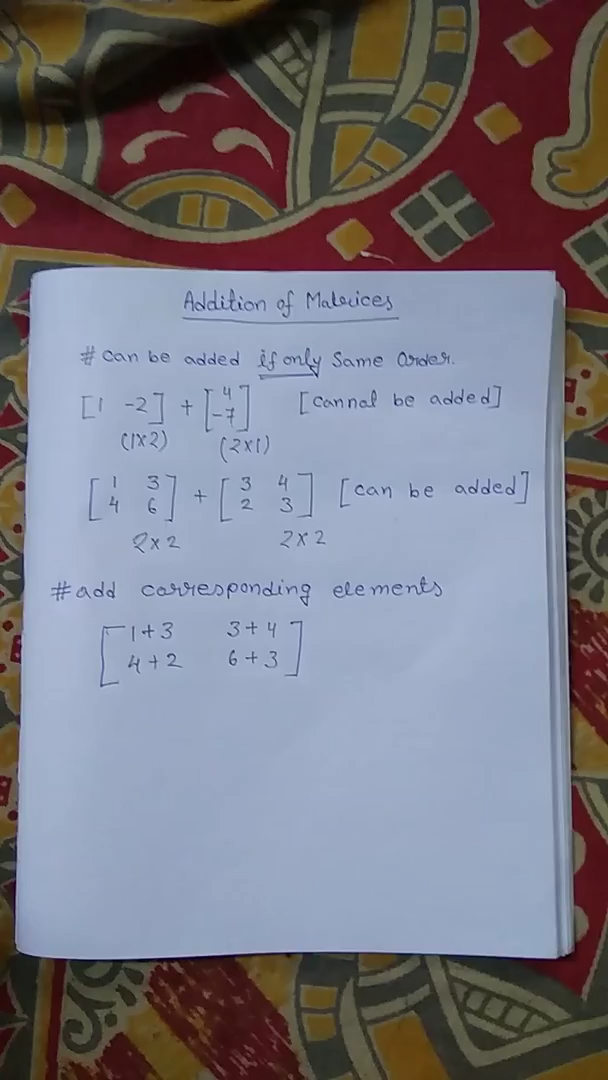 Addition of Matrices
# Can be added if only Same Order.
[1 -2] + [4 -7] [Cannal be added]
(1x2) (2x1)
[1 3 4 6] + [3 4 2 3] [can be added]
2x2 2x2
#add corresponding elements
[1+3 3+4
4+2 6+3]